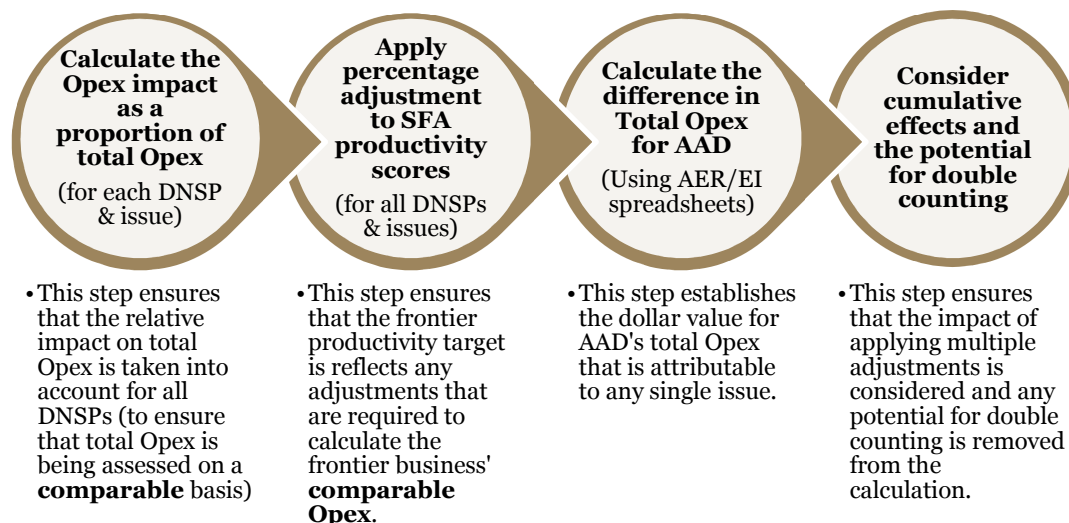 Calculate the
Opex impact
as a
proportion of
total Opex
(for each DNSP
& issue)
Apply
percentage
adjustment
to SFA
productivity
scores
(for all DNSPs
& issues)
Calculate the
difference in
Total Opex
for AAD
(Using AER/EI
spreadsheets)
Consider
cumulative
effects and
the potential
for double
counting
•This step ensures
that the relative
impact on total
Opex is taken into
account for all
DNSPs (to ensure
that total Opex is
being assessed on a
comparable basis)
•This step ensures
that the frontier
productivity target
is reflects any
adjustments that
are required to
calculate the
frontier business'
comparable
Opex.
•This step establishes
the dollar value for
AAD's total Opex
that is attributable
to any single issue.
•This step ensures
that the impact of
applying multiple
adjustments is
considered and any
potential for double
counting is removed
from the
calculation.